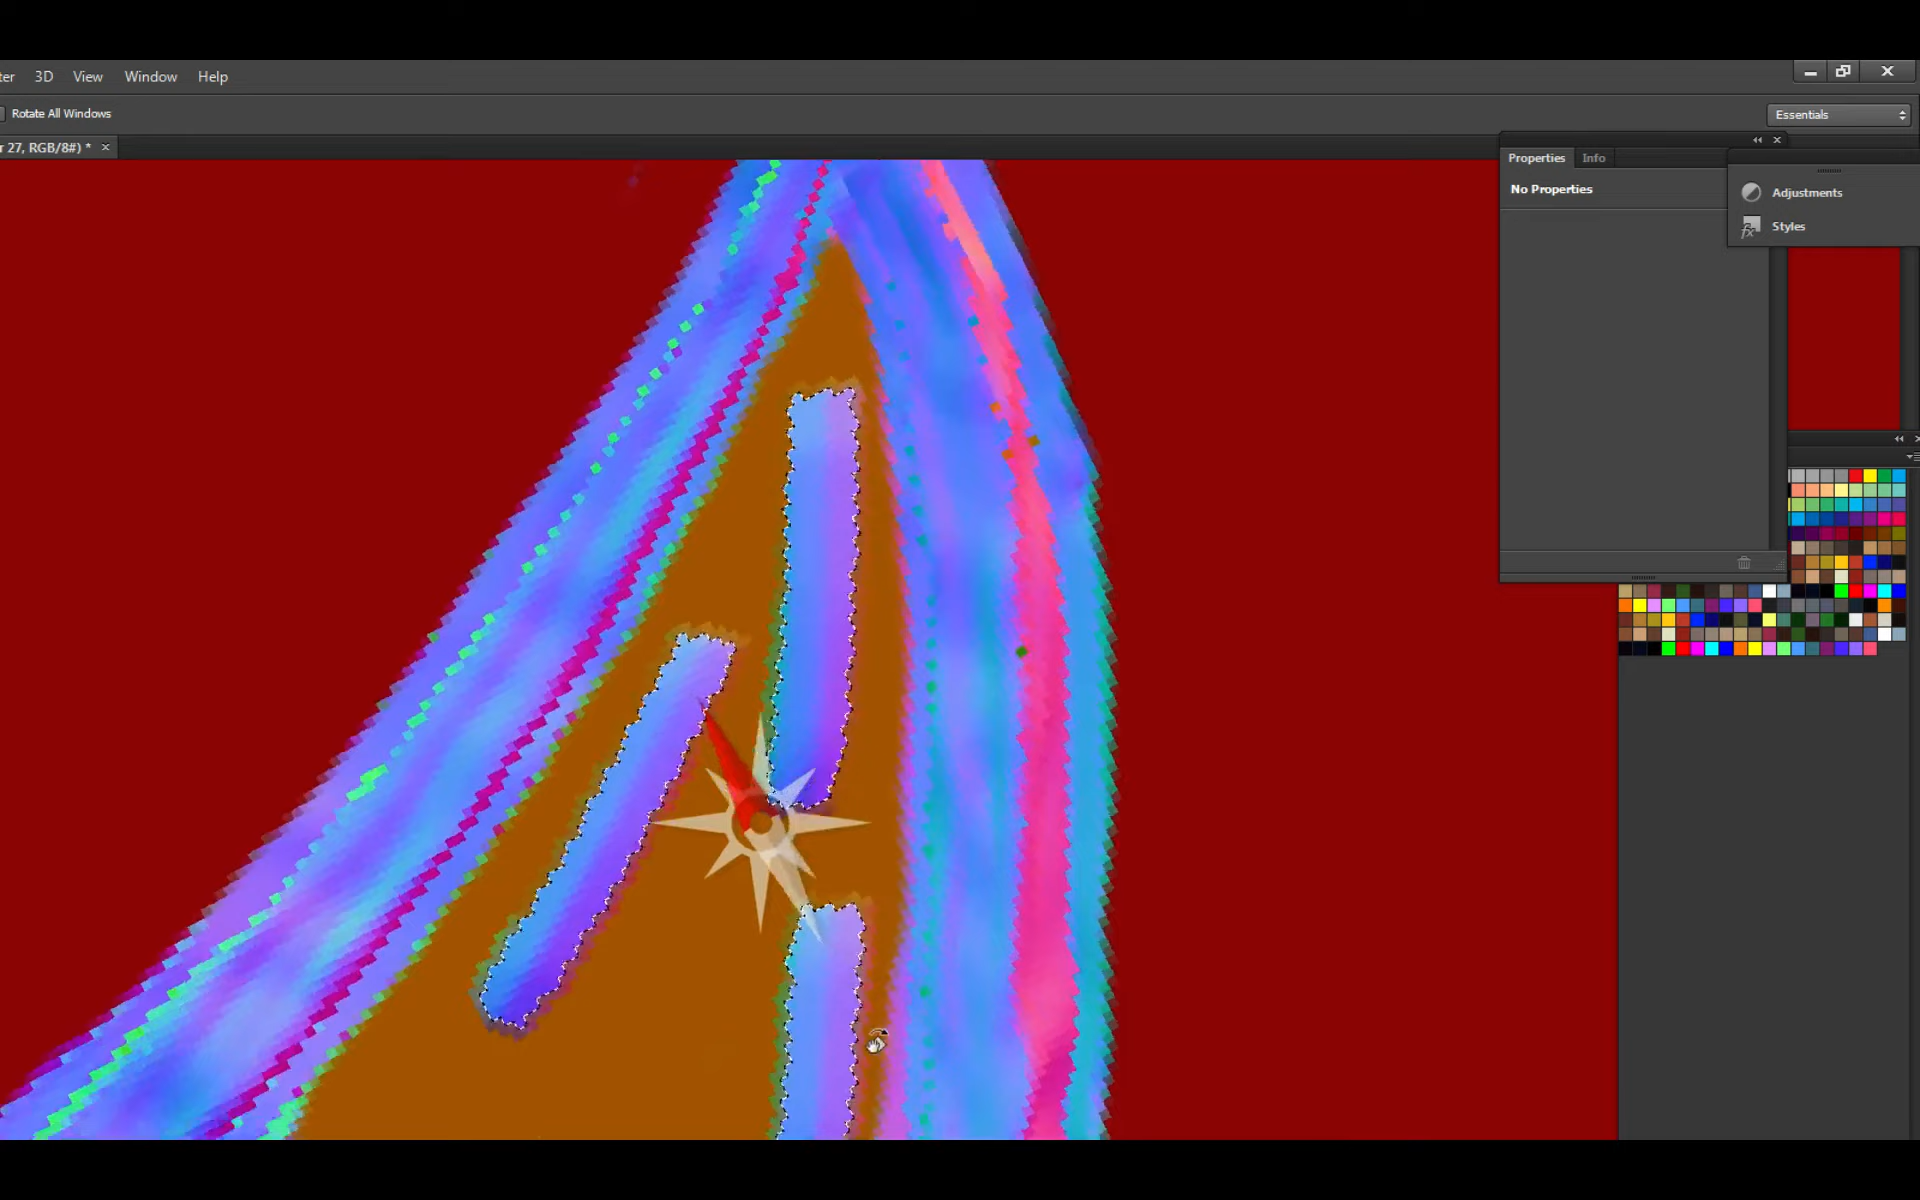 ter 3D View Window Help
Rotate All Windows
Essentials
r 27, RGB/8#) *
Properties Info
No Properties
Adjustments
Styles